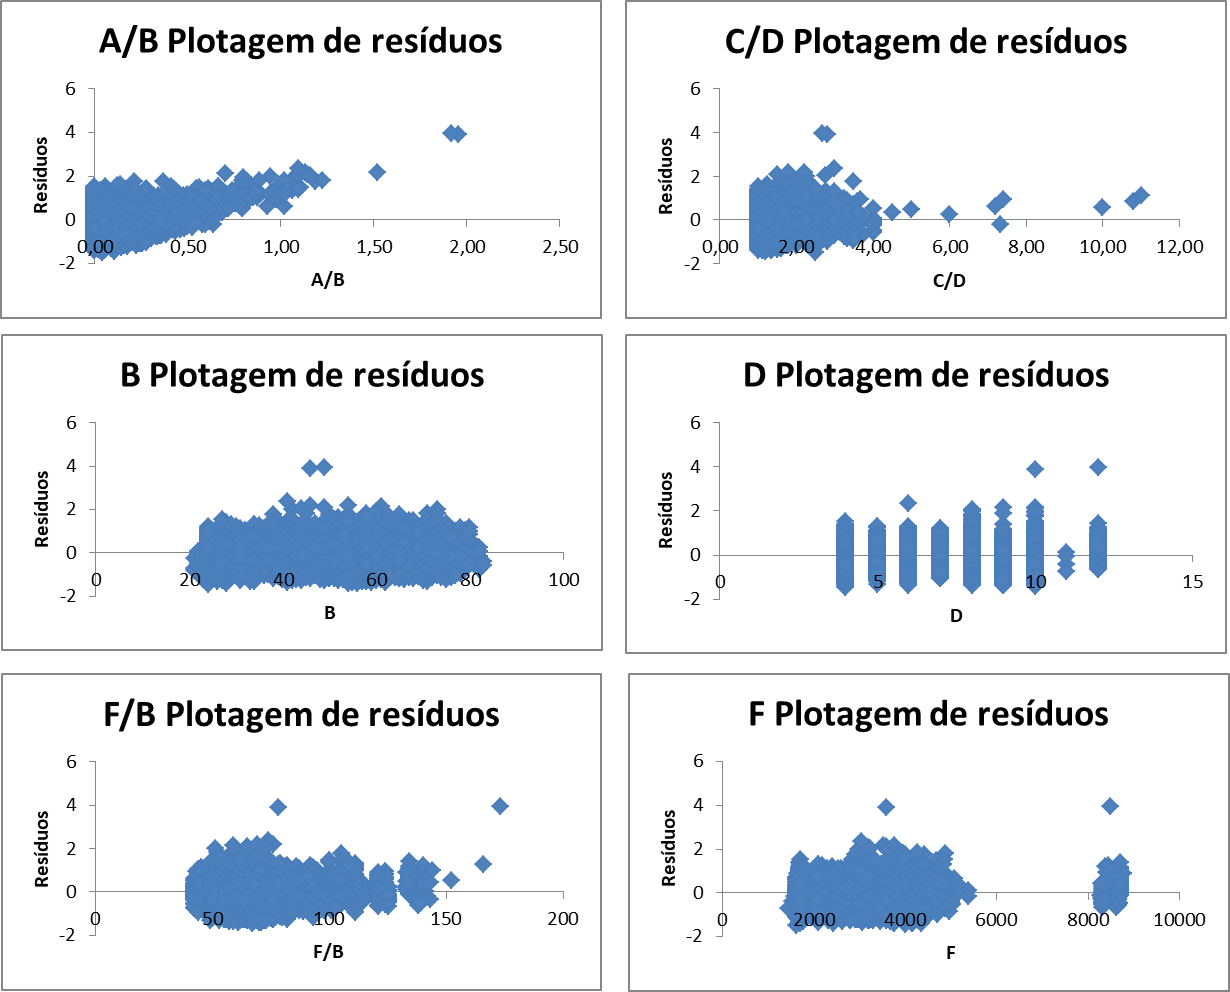 A/B Plotagem de resíduos
6
4
2
0
-2
0,00 0,50 1,00 1,50 2,00 2,50
Resíduos
A/B
C/D Plotagem de resíduos
6
4
2
0
-2
0,00 2,00 4,00 6,00 8,00 10,00 12,00
Resíduos
C/D
B Plotagem de resíduos
6
4
2
0
-2
0 20 40 60 80 100
Resíduos
B
D Plotagem de resíduos
6
4
2
0
-2
0 5 10 15
Resíduos
D
F/B Plotagem de resíduos
6
4
2
0
-2
0 50 100 150 200
Resíduos
F/B
F Plotagem de resíduos
6
4
2
0
-2
0 2000 4000 6000 8000 10000
Resíduos
F